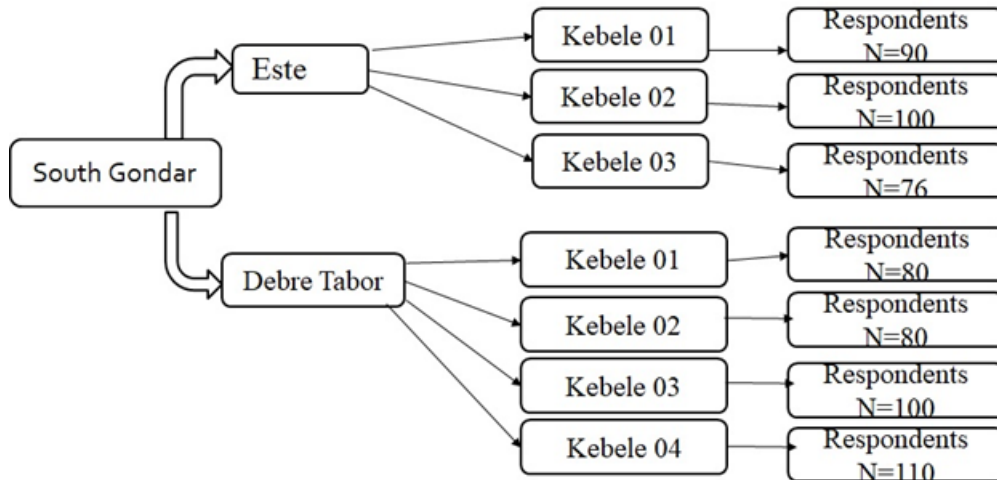 South Gondar
Este
Kebele 01
Respondents
N=90
Kebele 02
Respondents
N=100
Kebele 03
Respondents
N=76
Debre Tabor
Kebele 01
Respondents
N=80
Kebele 02
Respondents
N=80
Kebele 03
Respondents
N=100
Kebele 04
Respondents
N=110